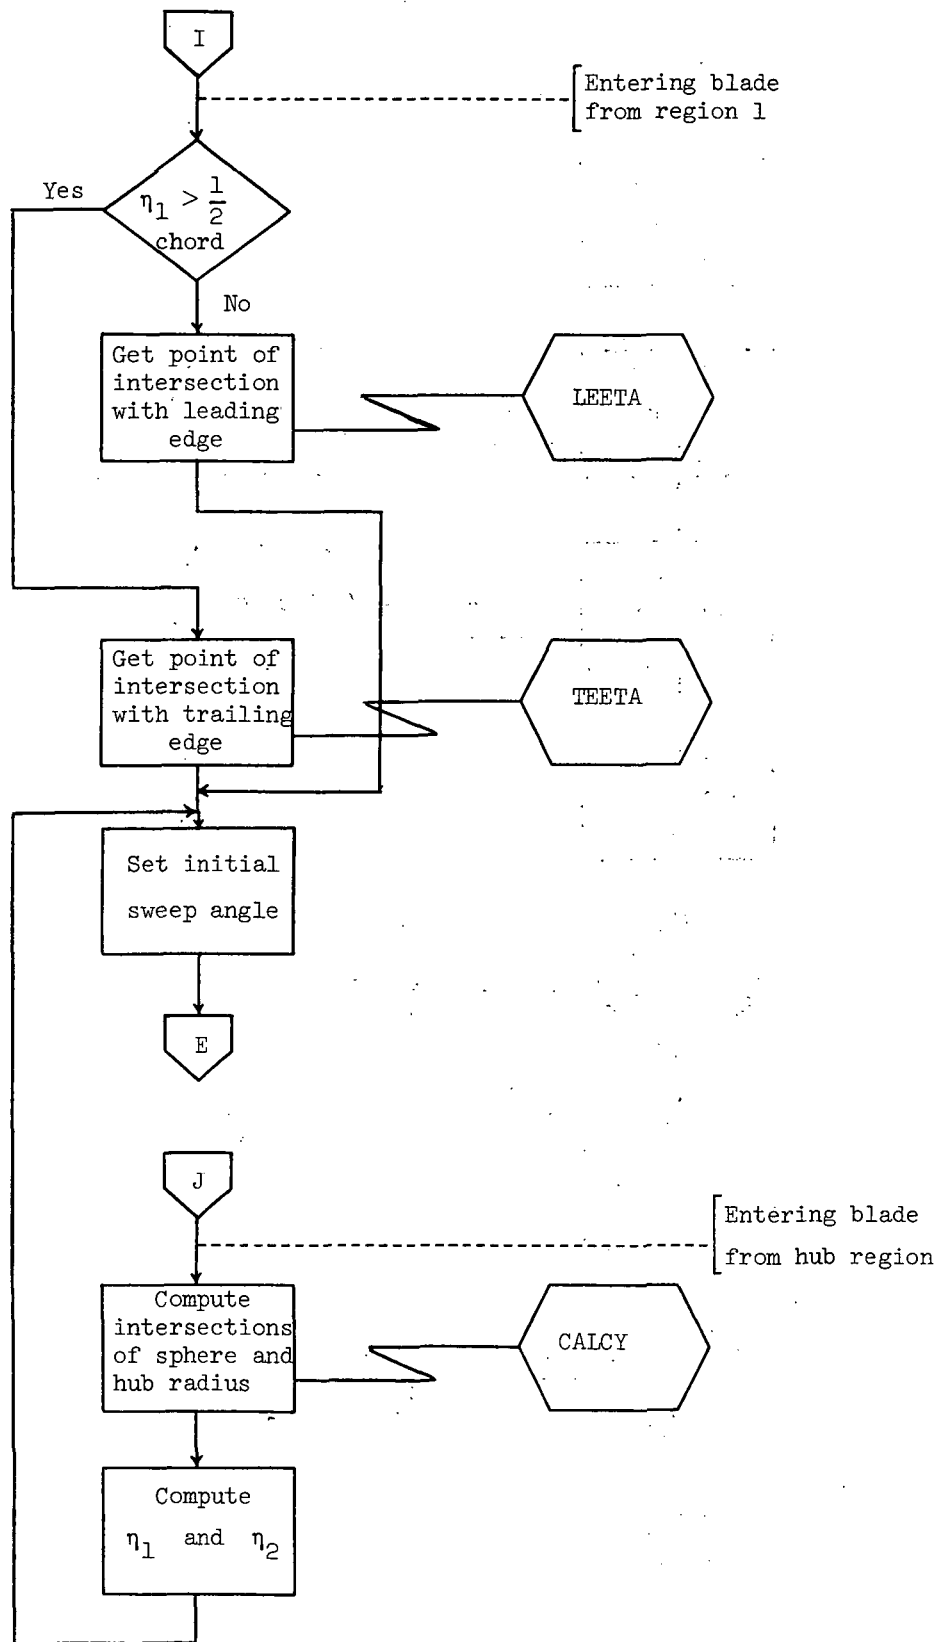 I
Entering blade
from region 1
Yes
η₁ > 1/2
chord
No
Get point of
intersection
with leading
edge
LEETA
Get point of
intersection
with trailing
edge
TEETA
Set initial
sweep angle
E
J
Entering blade
from hub region
Compute
intersections
of sphere and
hub radius
CALCY
Compute
η₁ and η₂